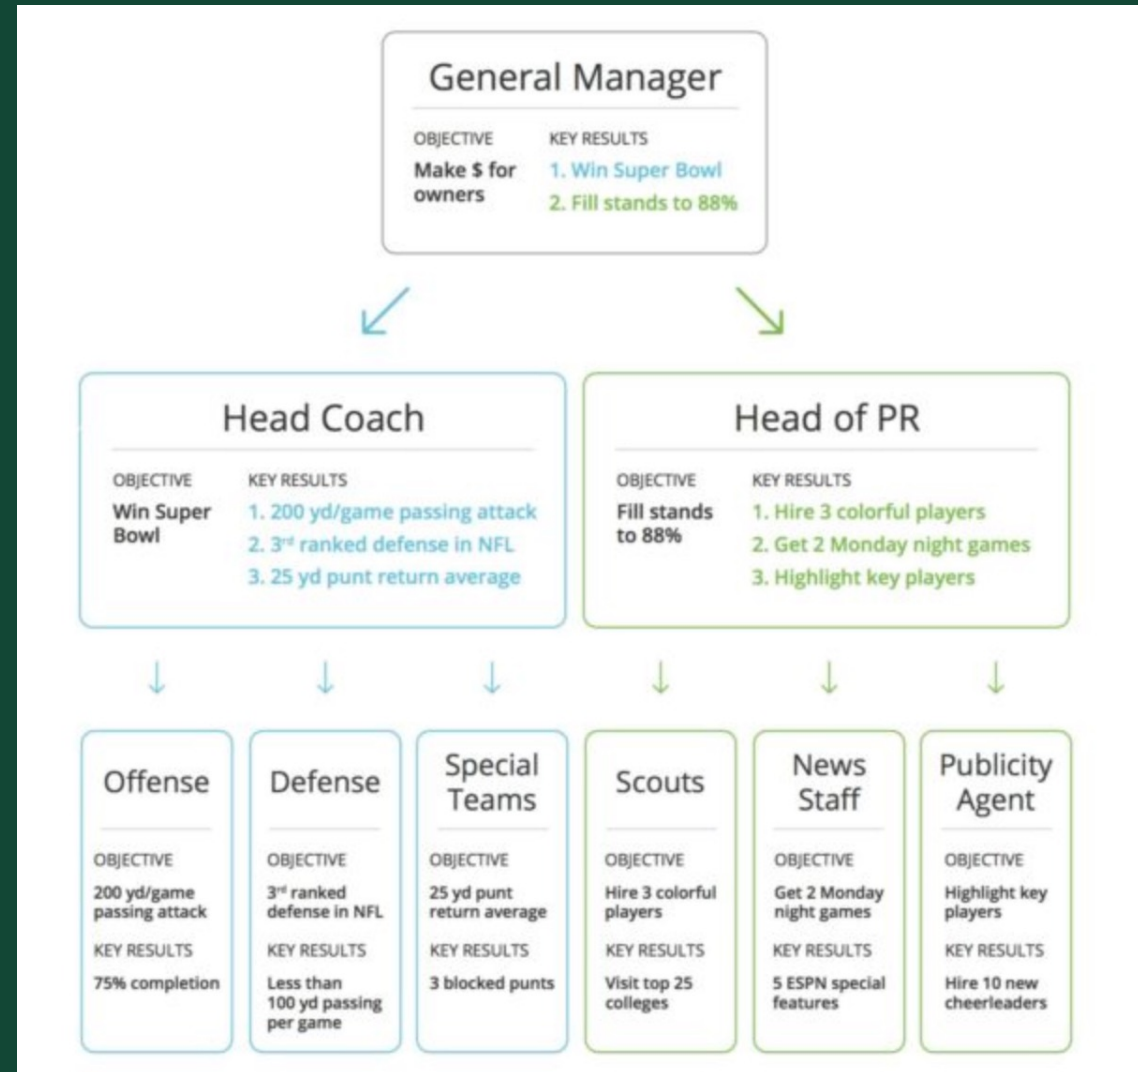 General Manager
OBJECTIVE
Make $ for
owners
KEY RESULTS
1. Win Super Bowl
2. Fill stands to 88%
Head Coach
OBJECTIVE
Win Super
Bowl
KEY RESULTS
1. 200 yd/game passing attack
2. 3rd ranked defense in NFL
3. 25 yd punt return average
Head of PR
OBJECTIVE
Fill stands
to 88%
KEY RESULTS
1. Hire 3 colorful players
2. Get 2 Monday night games
3. Highlight key players
Offense
OBJECTIVE
200 yd/game
passing attack
KEY RESULTS
75% completion
Defense
OBJECTIVE
3rd ranked
defense in NFL
KEY RESULTS
Less than
100 yd passing
per game
Special
Teams
OBJECTIVE
25 yd punt
return average
KEY RESULTS
3 blocked punts
Scouts
OBJECTIVE
Hire 3 colorful
players
KEY RESULTS
Visit top 25
colleges
News
Staff
OBJECTIVE
Get 2 Monday
night games
KEY RESULTS
5 ESPN special
features
Publicity
Agent
OBJECTIVE
Highlight key
players
KEY RESULTS
Hire 10 new
cheerleaders